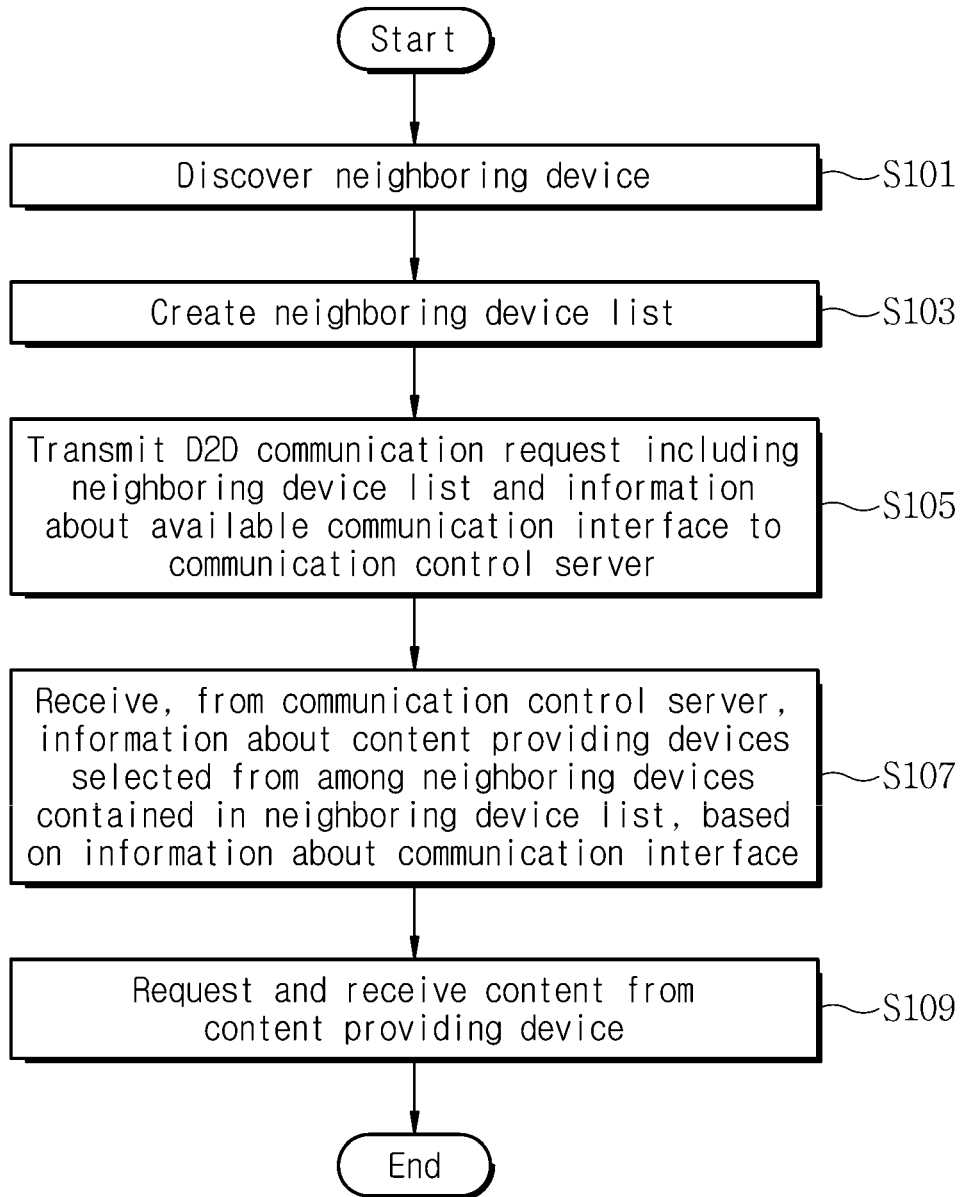 Start
Discover neighboring device
S101
Create neighboring device list
S103
Transmit D2D communication request including
neighboring device list and information
about available communication interface to
communication control server
S105
Receive, from communication control server,
information about content providing devices
selected from among neighboring devices
contained in neighboring device list, based
on information about communication interface
S107
Request and receive content from
content providing device
S109
End